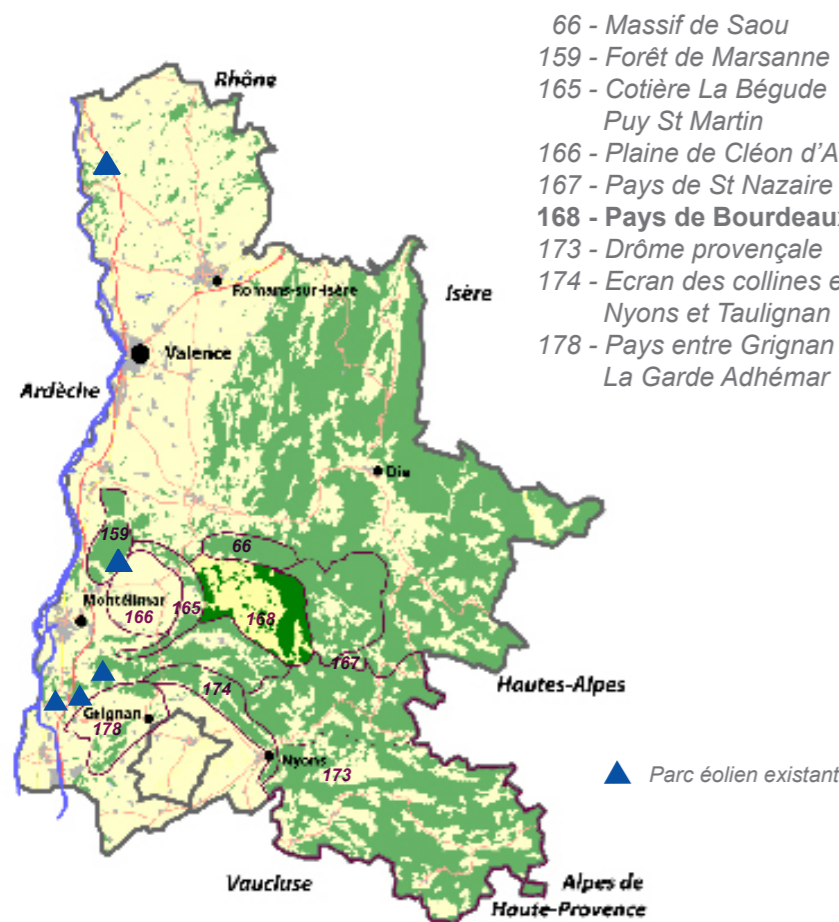 66 - Massif de Saou
159 - Forêt de Marsanne
165 - Cotière La Bégude
Puy St Martin
166 - Plaine de Cléon d'A
167 - Pays de St Nazaire
168 - Pays de Bourdeaux
173 - Drôme provençale
174 - Ecran des collines e
Nyons et Taulignan
178 - Pays entre Grignan
La Garde Adhémar
Rhône
Romans-sur-Isère
Isère
Valence
Ardèche
Die
159
66
Montélimar
166
165
168
167
Hautes-Alpes
174
Grignan
178
Nyons
173
Parc éolien existant
Vaucluse
Alpes de
Haute-Provence